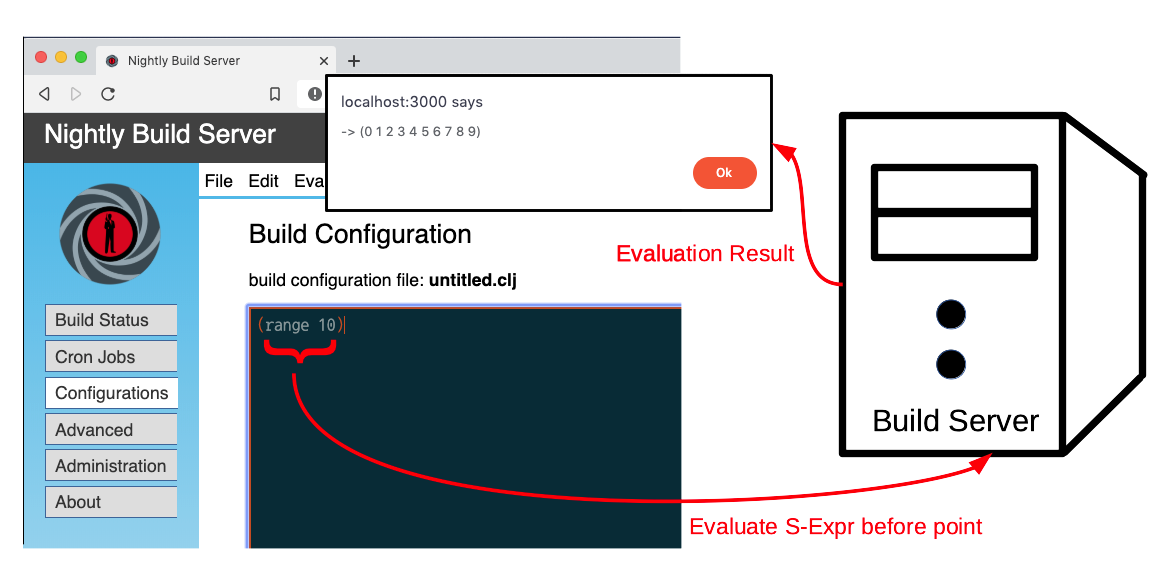 Nightly Build Server
localhost:3000 says
-> (0 1 2 3 4 5 6 7 8 9)
Ok
Nightly Build Server
File Edit Eva
Build Configuration
build configuration file: untitled.clj
(range 10)
Build Status
Cron Jobs
Configurations
Advanced
Administration
About
Evaluation Result
Build Server
Evaluate S-Expr before point